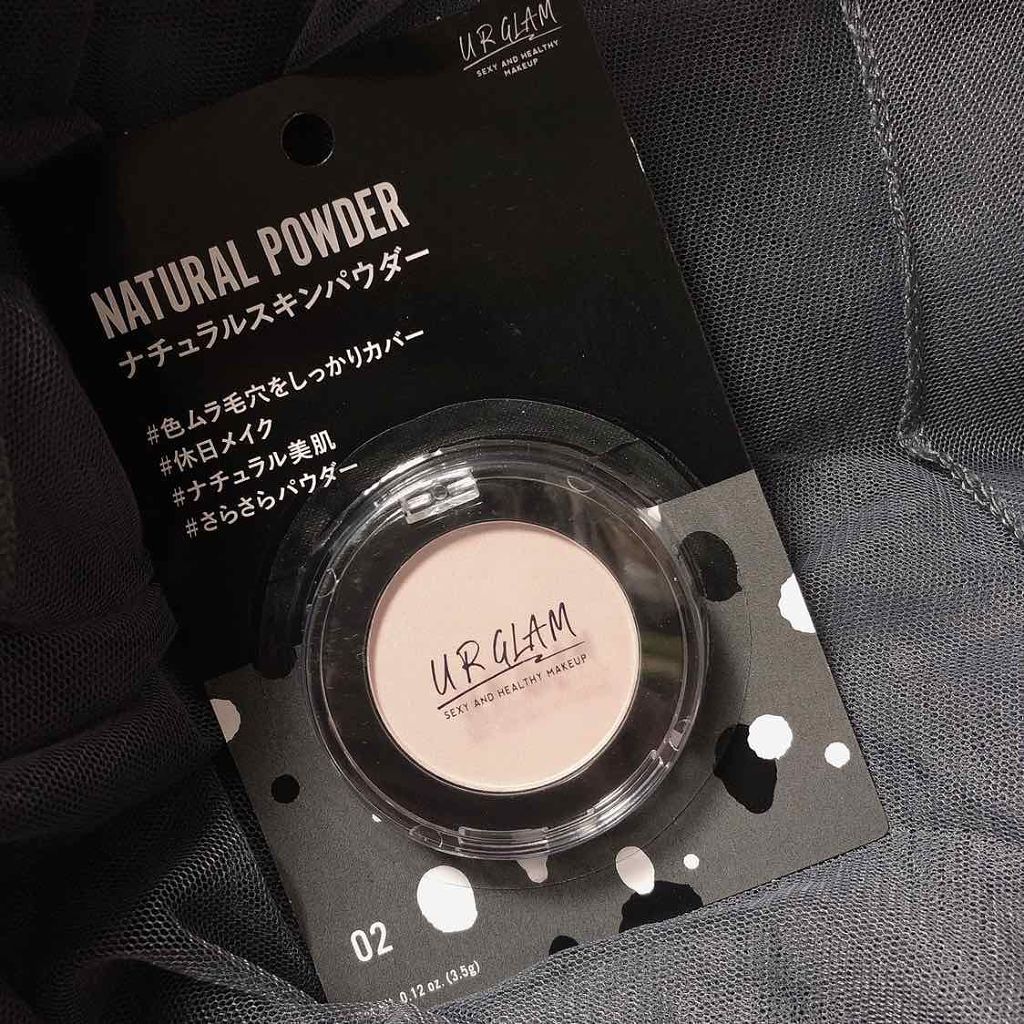 UR GLAM
SEXY AND HEALTHY
MAKEUP
NATURAL POWDER
ナチュラルスキンパウダー
#色ムラ毛穴をしっかりカバー
#休日メイク
#ナチュラル美肌
#さらさらパウダー
UR GLAM
SEXY AND HEALTHY MAKEUP
02
0.12 oz. (3.5g)